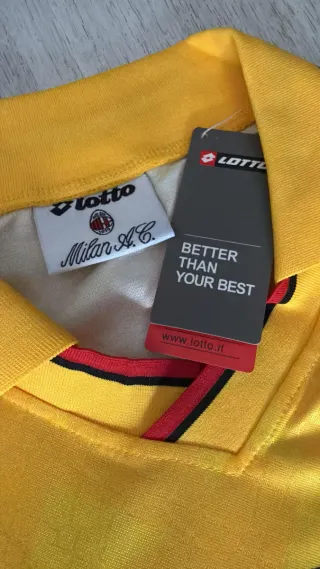 lotto
Milan A.C.
LOTTO
BETTER
THAN
YOUR BEST
www.lotto.it